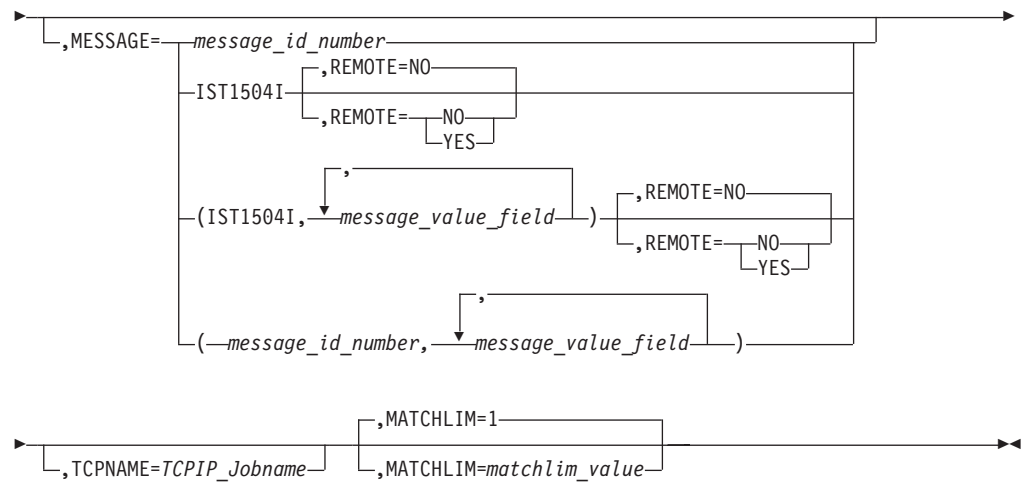 ,MESSAGE= message_id_number
,REMOTE=NO
IST1504I
,REMOTE= NO
YES
,
,REMOTE=NO
(IST1504I, message_value_field )
,REMOTE= NO
YES
,
( message_id_number, message_value_field )
,MATCHLIM=1
,TCPNAME=TCPIP_Jobname ,MATCHLIM=matchlim_value